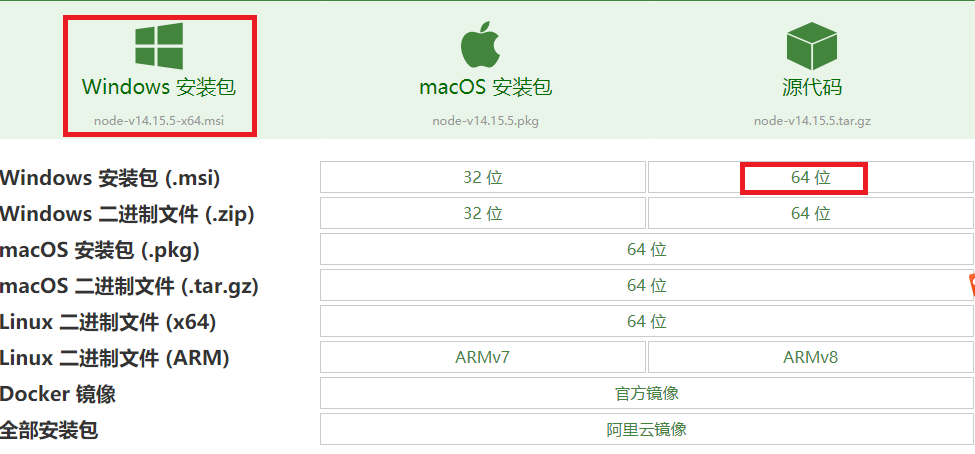 Windows 安装包 macOS 安装包 源代码
node-v14.15.5-x64.msi node-v14.15.5.pkg node-v14.15.5.tar.gz
Windows 安装包 (.msi) 32 位 64 位
Windows 二进制文件 (.zip) 32 位 64 位
macOS 安装包 (.pkg) 64 位
macOS 二进制文件 (.tar.gz) 64 位
Linux 二进制文件 (x64) 64 位
Linux 二进制文件 (ARM) ARMv7 ARMv8
Docker 镜像 官方镜像
全部安装包 阿里云镜像